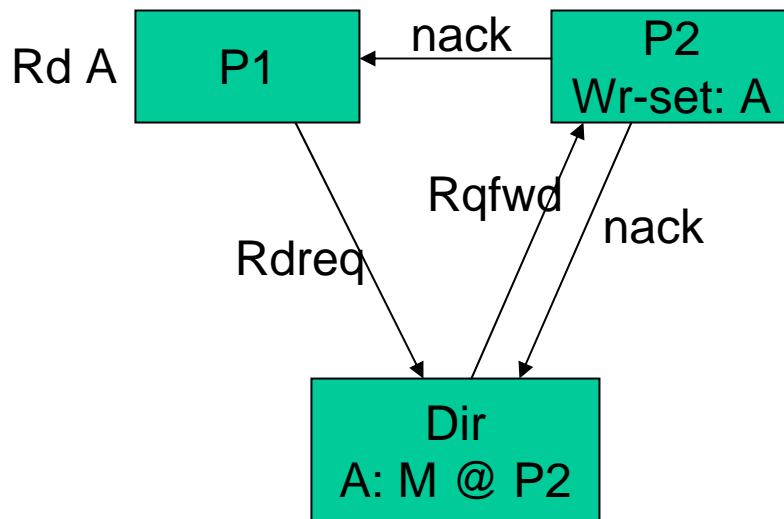 nack
Rd A
P1
P2
Wr-set: A
Rqfwd
nack
Rdreq
Dir
A: M @ P2